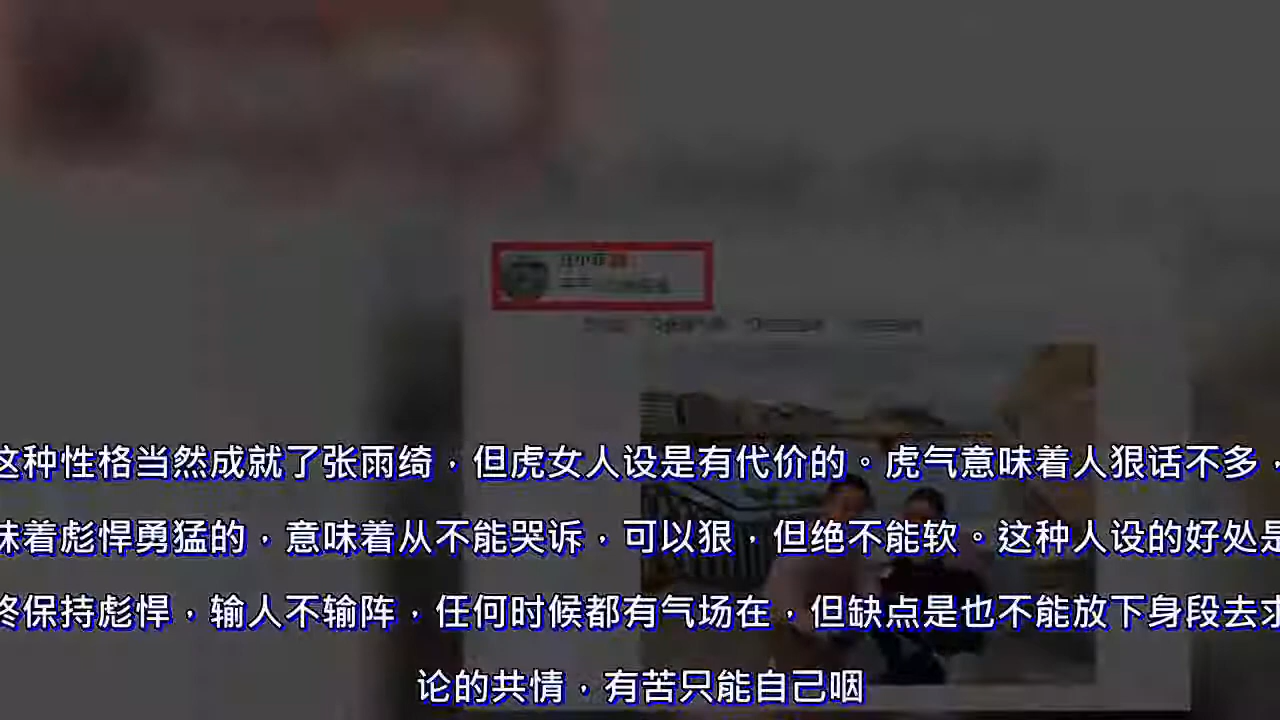 这种性格当然成就了张雨绮，但虎女人设是有代价的。虎气意味着人狠话不多，
味着彪悍勇猛的，意味着从不能哭诉，可以狠，但绝不能软。这种人设的好处是
终保持彪悍，输人不输阵，任何时候都有气场在，但缺点是也不能放下身段去求
论的共情，有苦只能自己咽